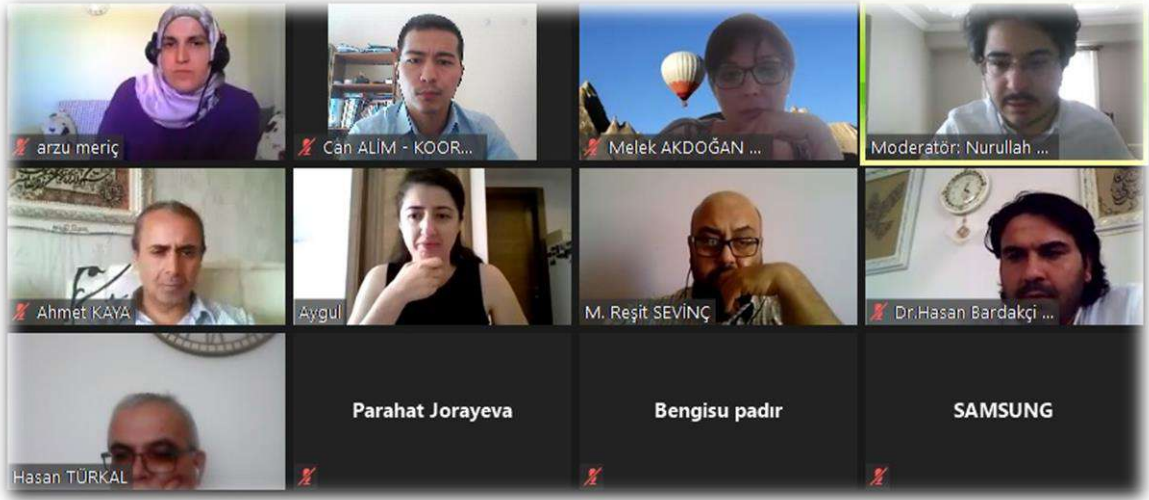 arzu meriç
Can ALİM - KOOR...
Melek AKDOĞAN ...
Moderatör: Nurullah ...
Ahmet KAYA
Aygul
M. Reşit SEVİNÇ
Dr.Hasan Bardakçi ...
Hasan TÜRKAL
Parahat Jorayeva
Bengisu padır
SAMSUNG